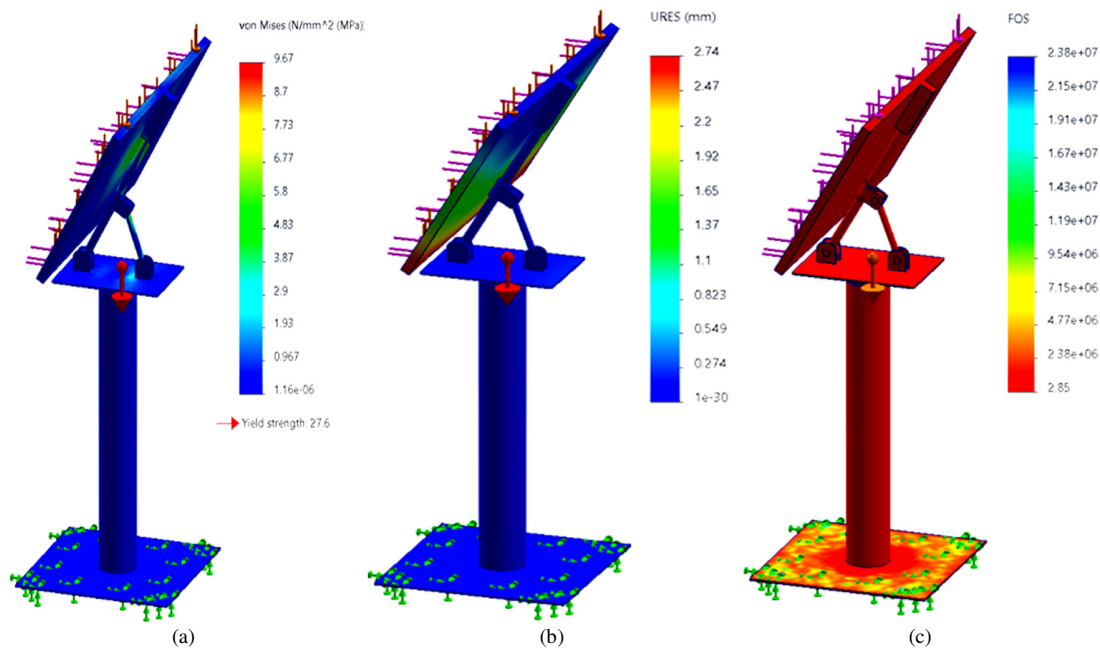 von Mises (N/mm^2 (MPa))
9.67
8.7
7.73
6.77
5.8
4.83
3.87
2.9
1.93
0.967
1.16e-06
Yield strength: 27.6
(a)
URES (mm)
2.74
2.47
2.2
1.92
1.65
1.37
1.1
0.823
0.549
0.274
1e-30
(b)
FOS
2.38e+07
2.15e+07
1.91e+07
1.67e+07
1.43e+07
1.19e+07
9.54e+06
7.15e+06
4.77e+06
2.38e+06
2.85
(c)